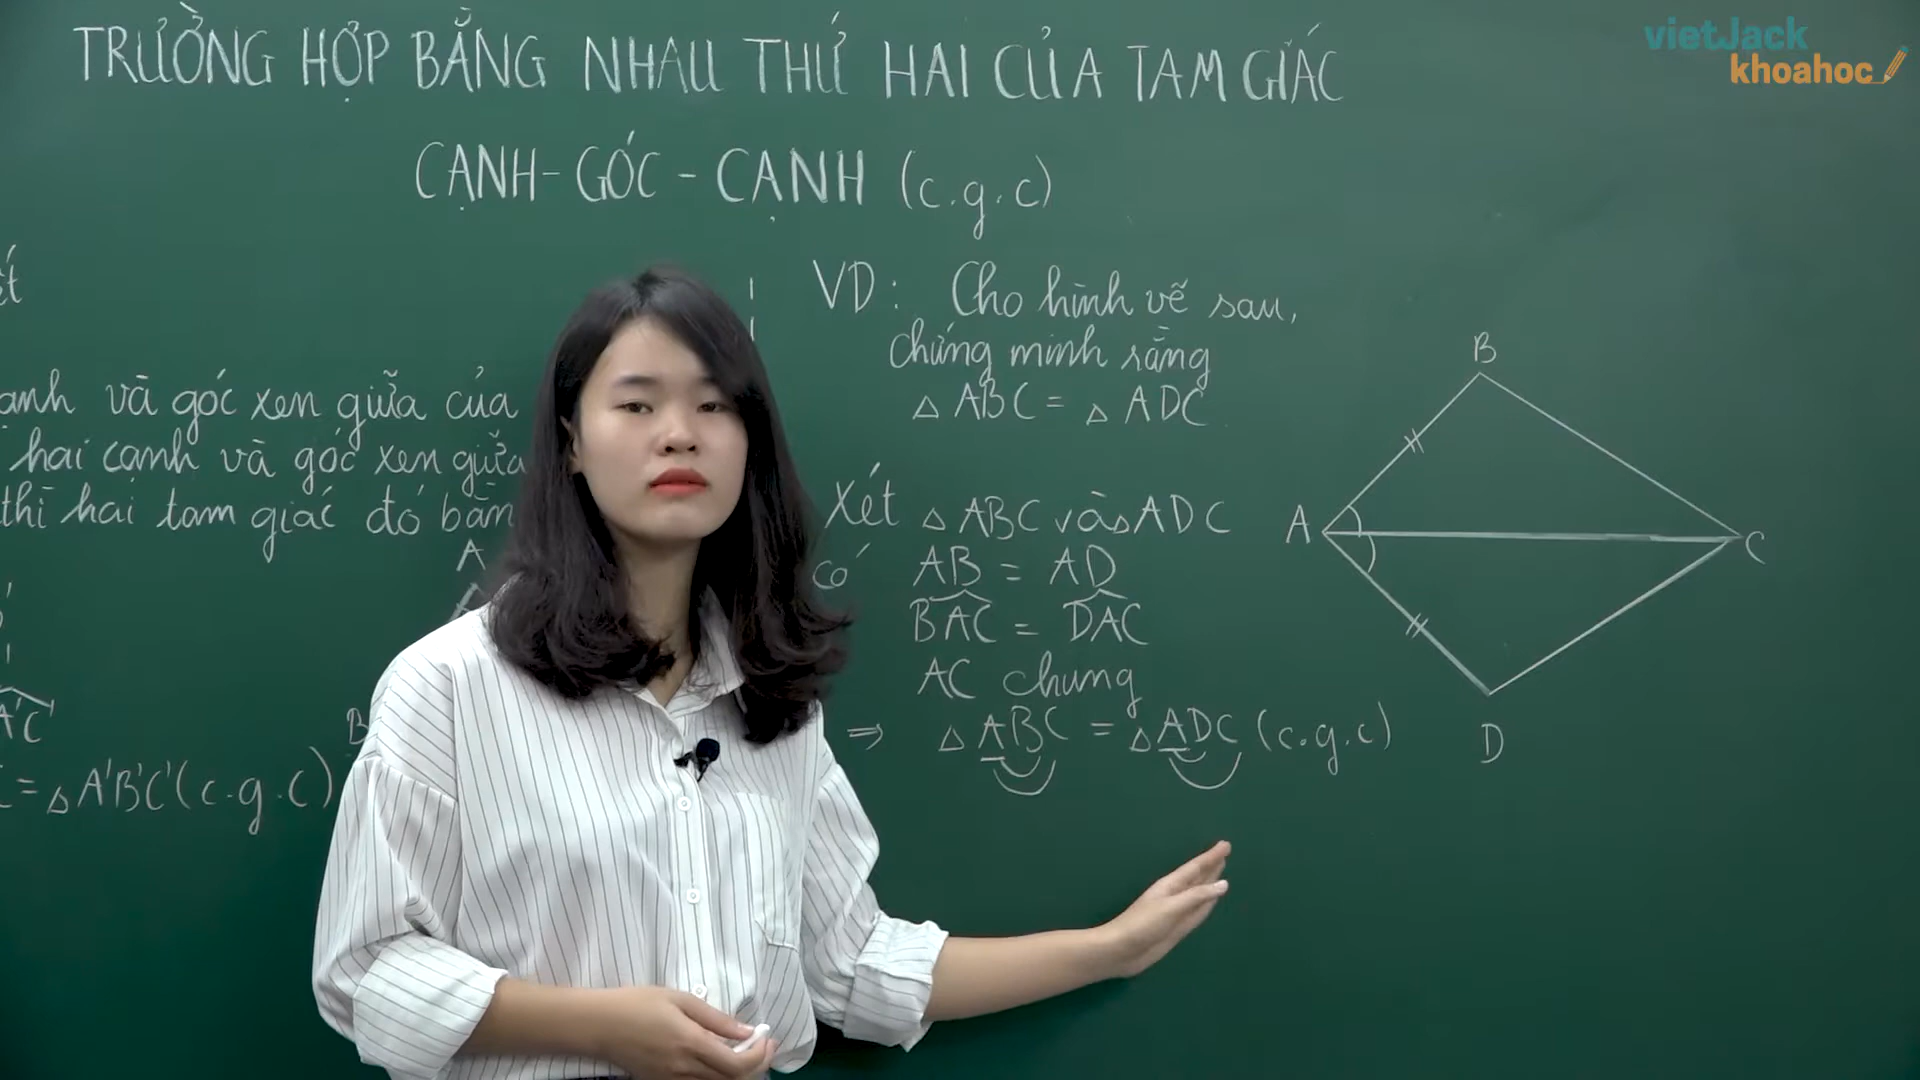 TRƯỜNG HỢP BẰNG NHAU THỨ HAI CỦA TAM GIÁC
CẠNH - GÓC - CẠNH (c.g.c)
vietJack
khoahoc
và góc xen giữa của
hai cạnh và góc xen giữa
thì hai tam giác đó
A
B
A'C'
= △A'B'C' (c.g.c)
VD: Cho hình vẽ sau,
chứng minh rằng
△ABC = △ADC
Xét △ABC và △ADC
có AB = AD
BAC = DAC
AC chung
⇒ △ABC = △ADC (c.g.c)
B
A
C
D